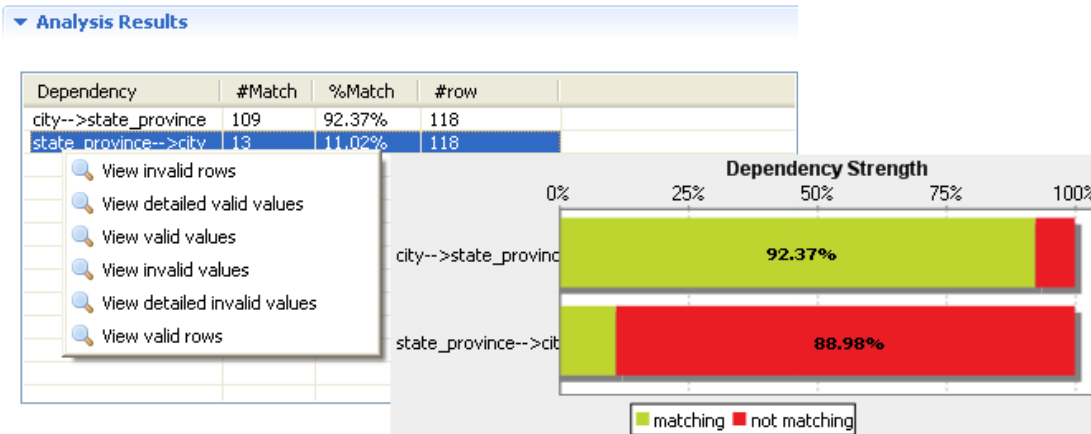 Analysis Results
Dependency #Match %Match #row
city-->state_province 109 92.37% 118
state_province-->city 13 11.02% 118
View invalid rows
View detailed valid values
View valid values
View invalid values
View detailed invalid values
View valid rows
Dependency Strength
0% 25% 50% 75% 100%
city-->state_provinc 92.37%
state_province-->cit 88.98%
matching not matching